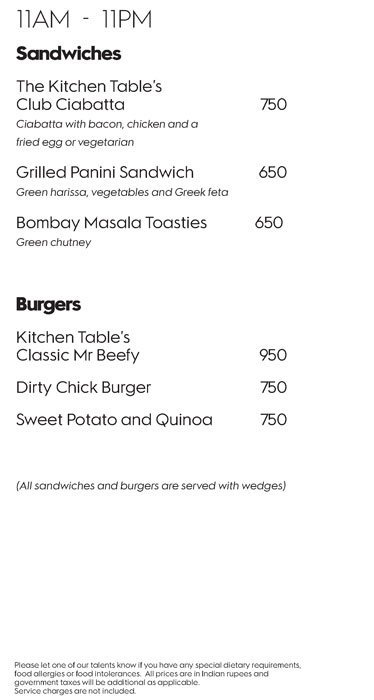 11AM - 11PM
Sandwiches
The Kitchen Table's
Club Ciabatta 750
Ciabatta with bacon, chicken and a
fried egg or vegetarian
Grilled Panini Sandwich 650
Green harissa, vegetables and Greek feta
Bombay Masala Toasties 650
Green chutney
Burgers
Kitchen Table's
Classic Mr Beefy 950
Dirty Chick Burger 750
Sweet Potato and Quinoa 750
(All sandwiches and burgers are served with wedges)
Please let one of our talents know if you have any special dietary requirements,
food allergies or food intolerances. All prices are in Indian rupees and
government taxes will be additional as applicable.
Service charges are not included.